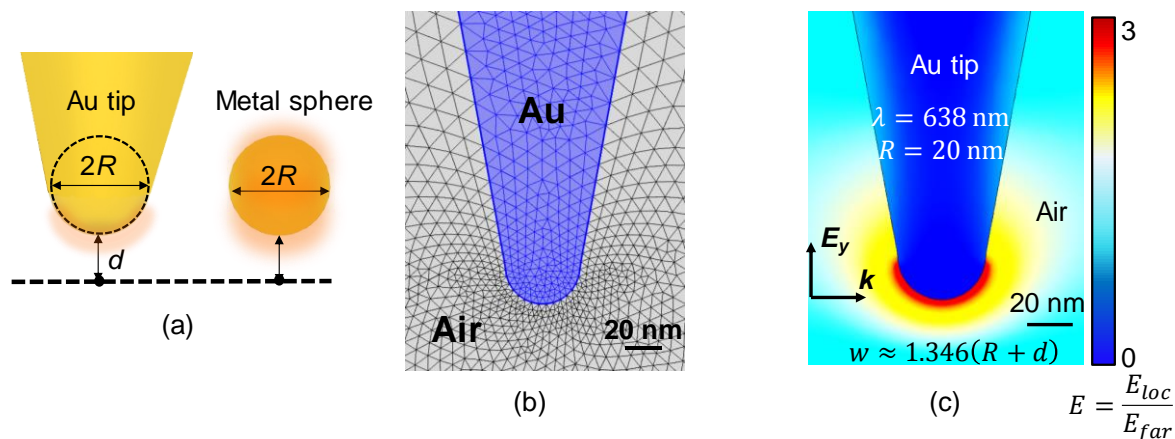 Au tip
Metal sphere
2R
2R
d
(a)
Au
Air
20 nm
(b)
Au tip
λ = 638 nm
R = 20 nm
Air
E_y
k
20 nm
w ≈ 1.346(R + d)
(c)
3
0
E = E_loc / E_far